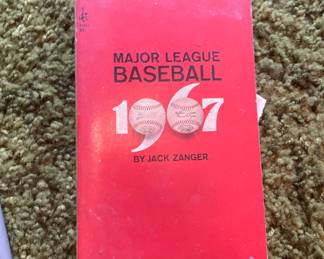 MAJOR LEAGUE
BASEBALL
1967
BY JACK ZANGER